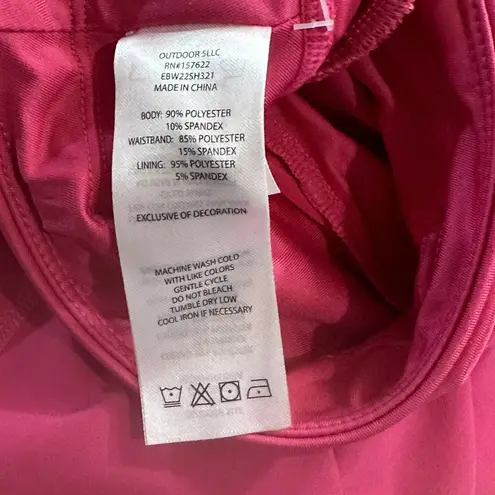 OUTDOOR 5LLC
RN#157622
EBW22SH321
MADE IN CHINA
BODY: 90% POLYESTER
10% SPANDEX
WAISTBAND: 85% POLYESTER
15% SPANDEX
LINING: 95% POLYESTER
5% SPANDEX
EXCLUSIVE OF DECORATION
MACHINE WASH COLD
WITH LIKE COLORS
GENTLE CYCLE
DO NOT BLEACH
TUMBLE DRY LOW
COOL IRON IF NECESSARY